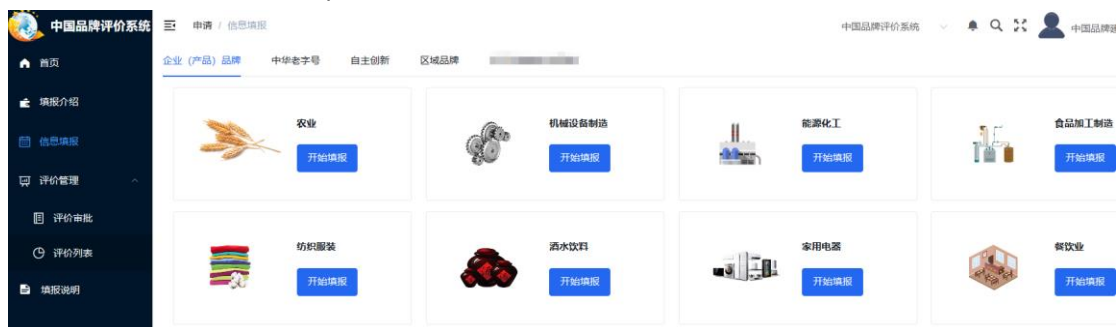 中国品牌评价系统
申请 / 信息填报
中国品牌评价系统
中国品牌建
首页
填报介绍
信息填报
评价管理
评价审批
评价列表
填报说明
企业（产品）品牌 中华老字号 自主创新 区域品牌
农业
开始填报
机械设备制造
开始填报
能源化工
开始填报
食品加工制造
开始填报
纺织服装
开始填报
酒水饮料
开始填报
家用电器
开始填报
餐饮业
开始填报